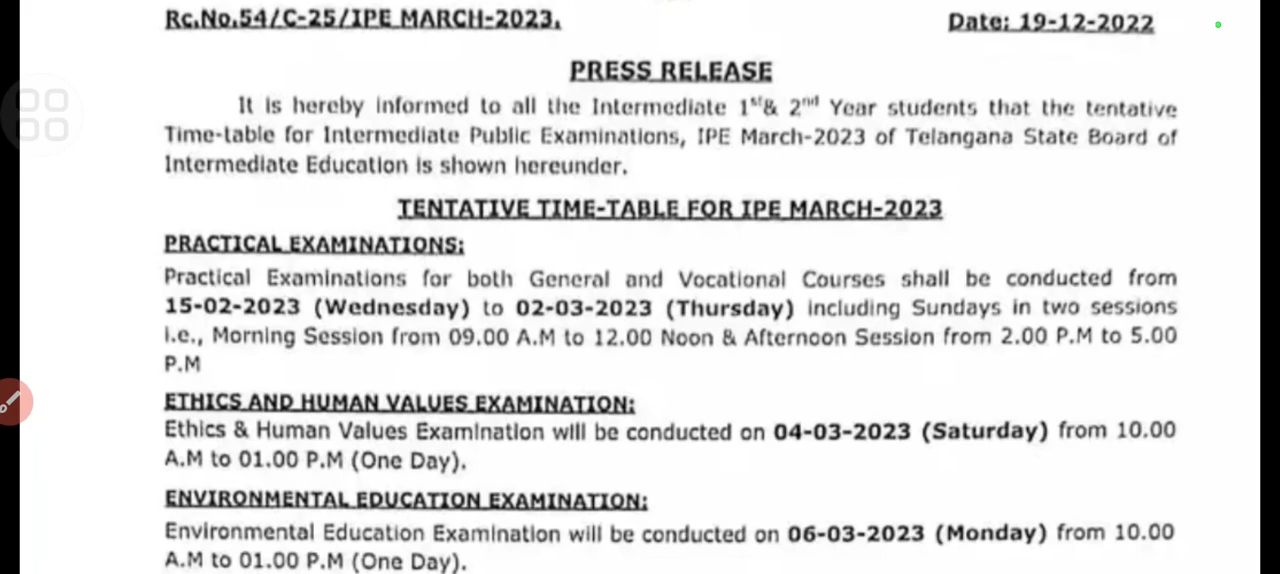 Rc.No.54/C-25/IPE MARCH-2023. Date: 19-12-2022
PRESS RELEASE
It is hereby informed to all the Intermediate 1st & 2nd Year students that the tentative
Time-table for Intermediate Public Examinations, IPE March-2023 of Telangana State Board of
Intermediate Education is shown hereunder.
TENTATIVE TIME-TABLE FOR IPE MARCH-2023
PRACTICAL EXAMINATIONS:
Practical Examinations for both General and Vocational Courses shall be conducted from
15-02-2023 (Wednesday) to 02-03-2023 (Thursday) including Sundays in two sessions
i.e., Morning Session from 09.00 A.M to 12.00 Noon & Afternoon Session from 2.00 P.M to 5.00
P.M
ETHICS AND HUMAN VALUES EXAMINATION:
Ethics & Human Values Examination will be conducted on 04-03-2023 (Saturday) from 10.00
A.M to 01.00 P.M (One Day).
ENVIRONMENTAL EDUCATION EXAMINATION:
Environmental Education Examination will be conducted on 06-03-2023 (Monday) from 10.00
A.M to 01.00 P.M (One Day).